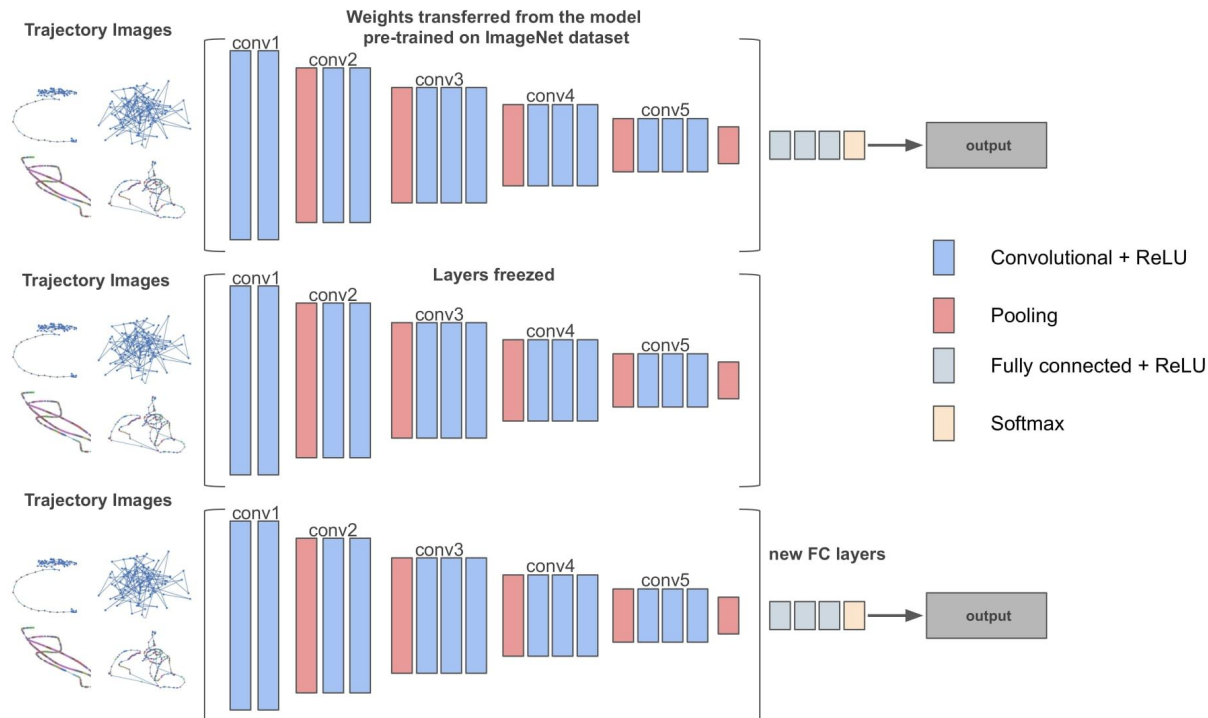 Trajectory Images
Weights transferred from the model
pre-trained on ImageNet dataset
conv1
conv2
conv3
conv4
conv5
output
Convolutional + ReLU
Pooling
Fully connected + ReLU
Softmax
Trajectory Images
Layers freezed
conv1
conv2
conv3
conv4
conv5
Trajectory Images
conv1
conv2
conv3
conv4
conv5
new FC layers
output